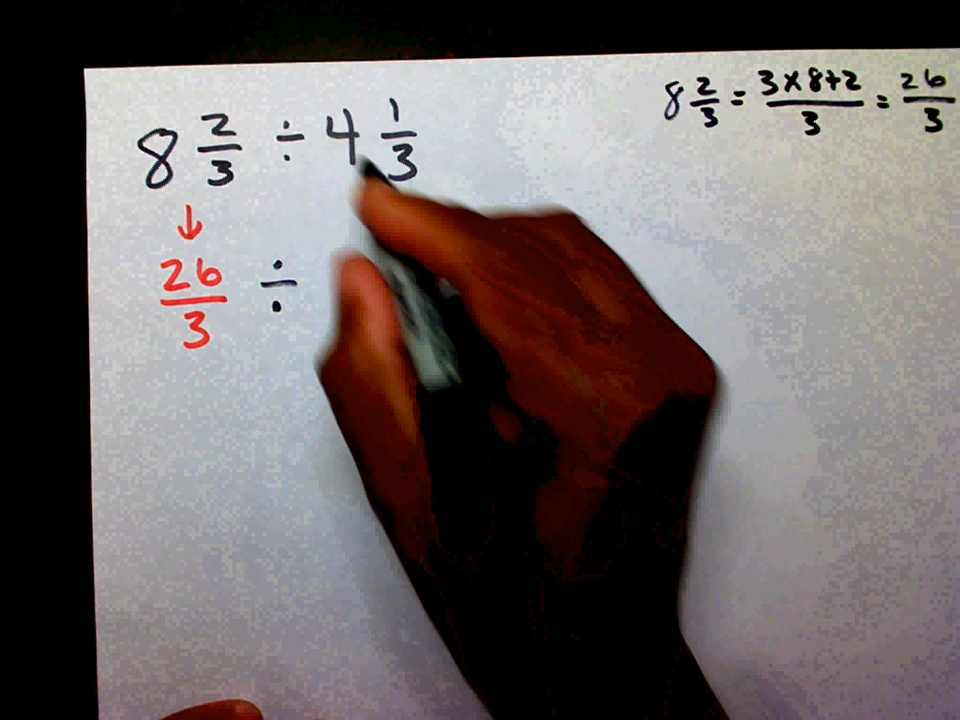 8 2/3 ÷ 4 1/3
8 2/3 = (3 x 8+2)/3 = 26/3
↓
26/3 ÷